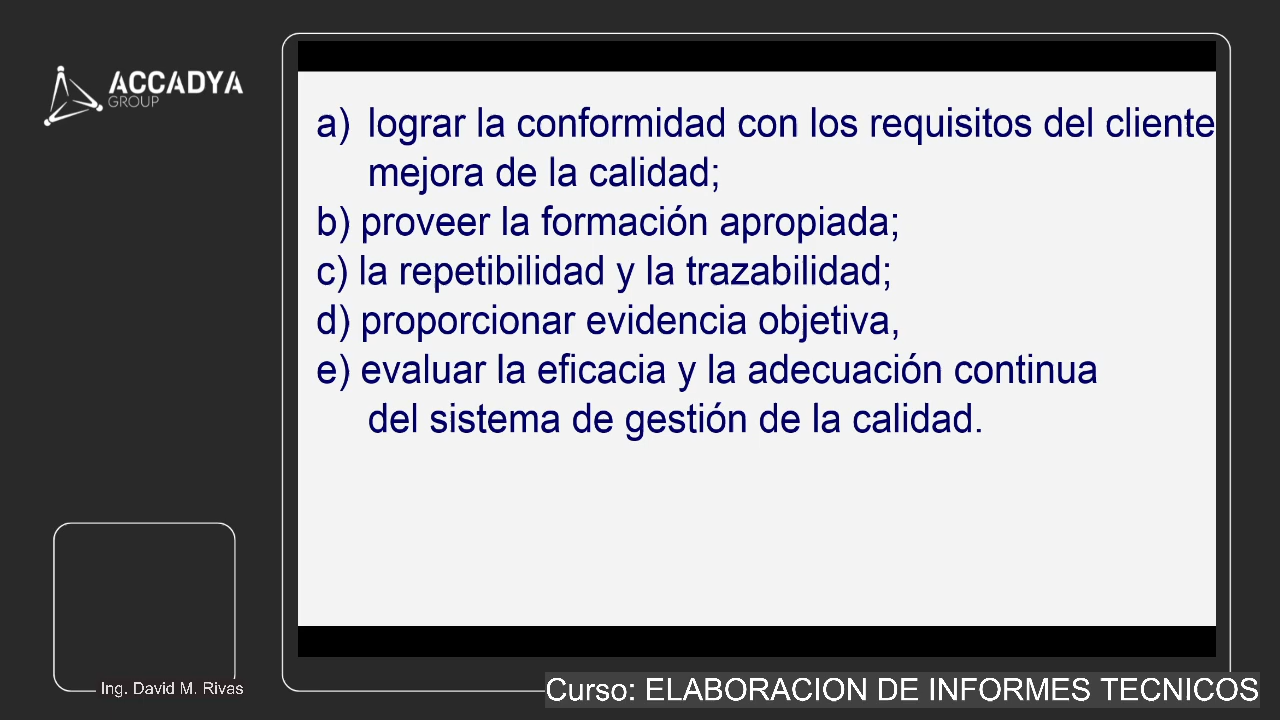 ACCADYA
GROUP
a) lograr la conformidad con los requisitos del cliente
mejora de la calidad;
b) proveer la formación apropiada;
c) la repetibilidad y la trazabilidad;
d) proporcionar evidencia objetiva,
e) evaluar la eficacia y la adecuación continua
del sistema de gestión de la calidad.
Ing. David M. Rivas
Curso: ELABORACION DE INFORMES TECNICOS